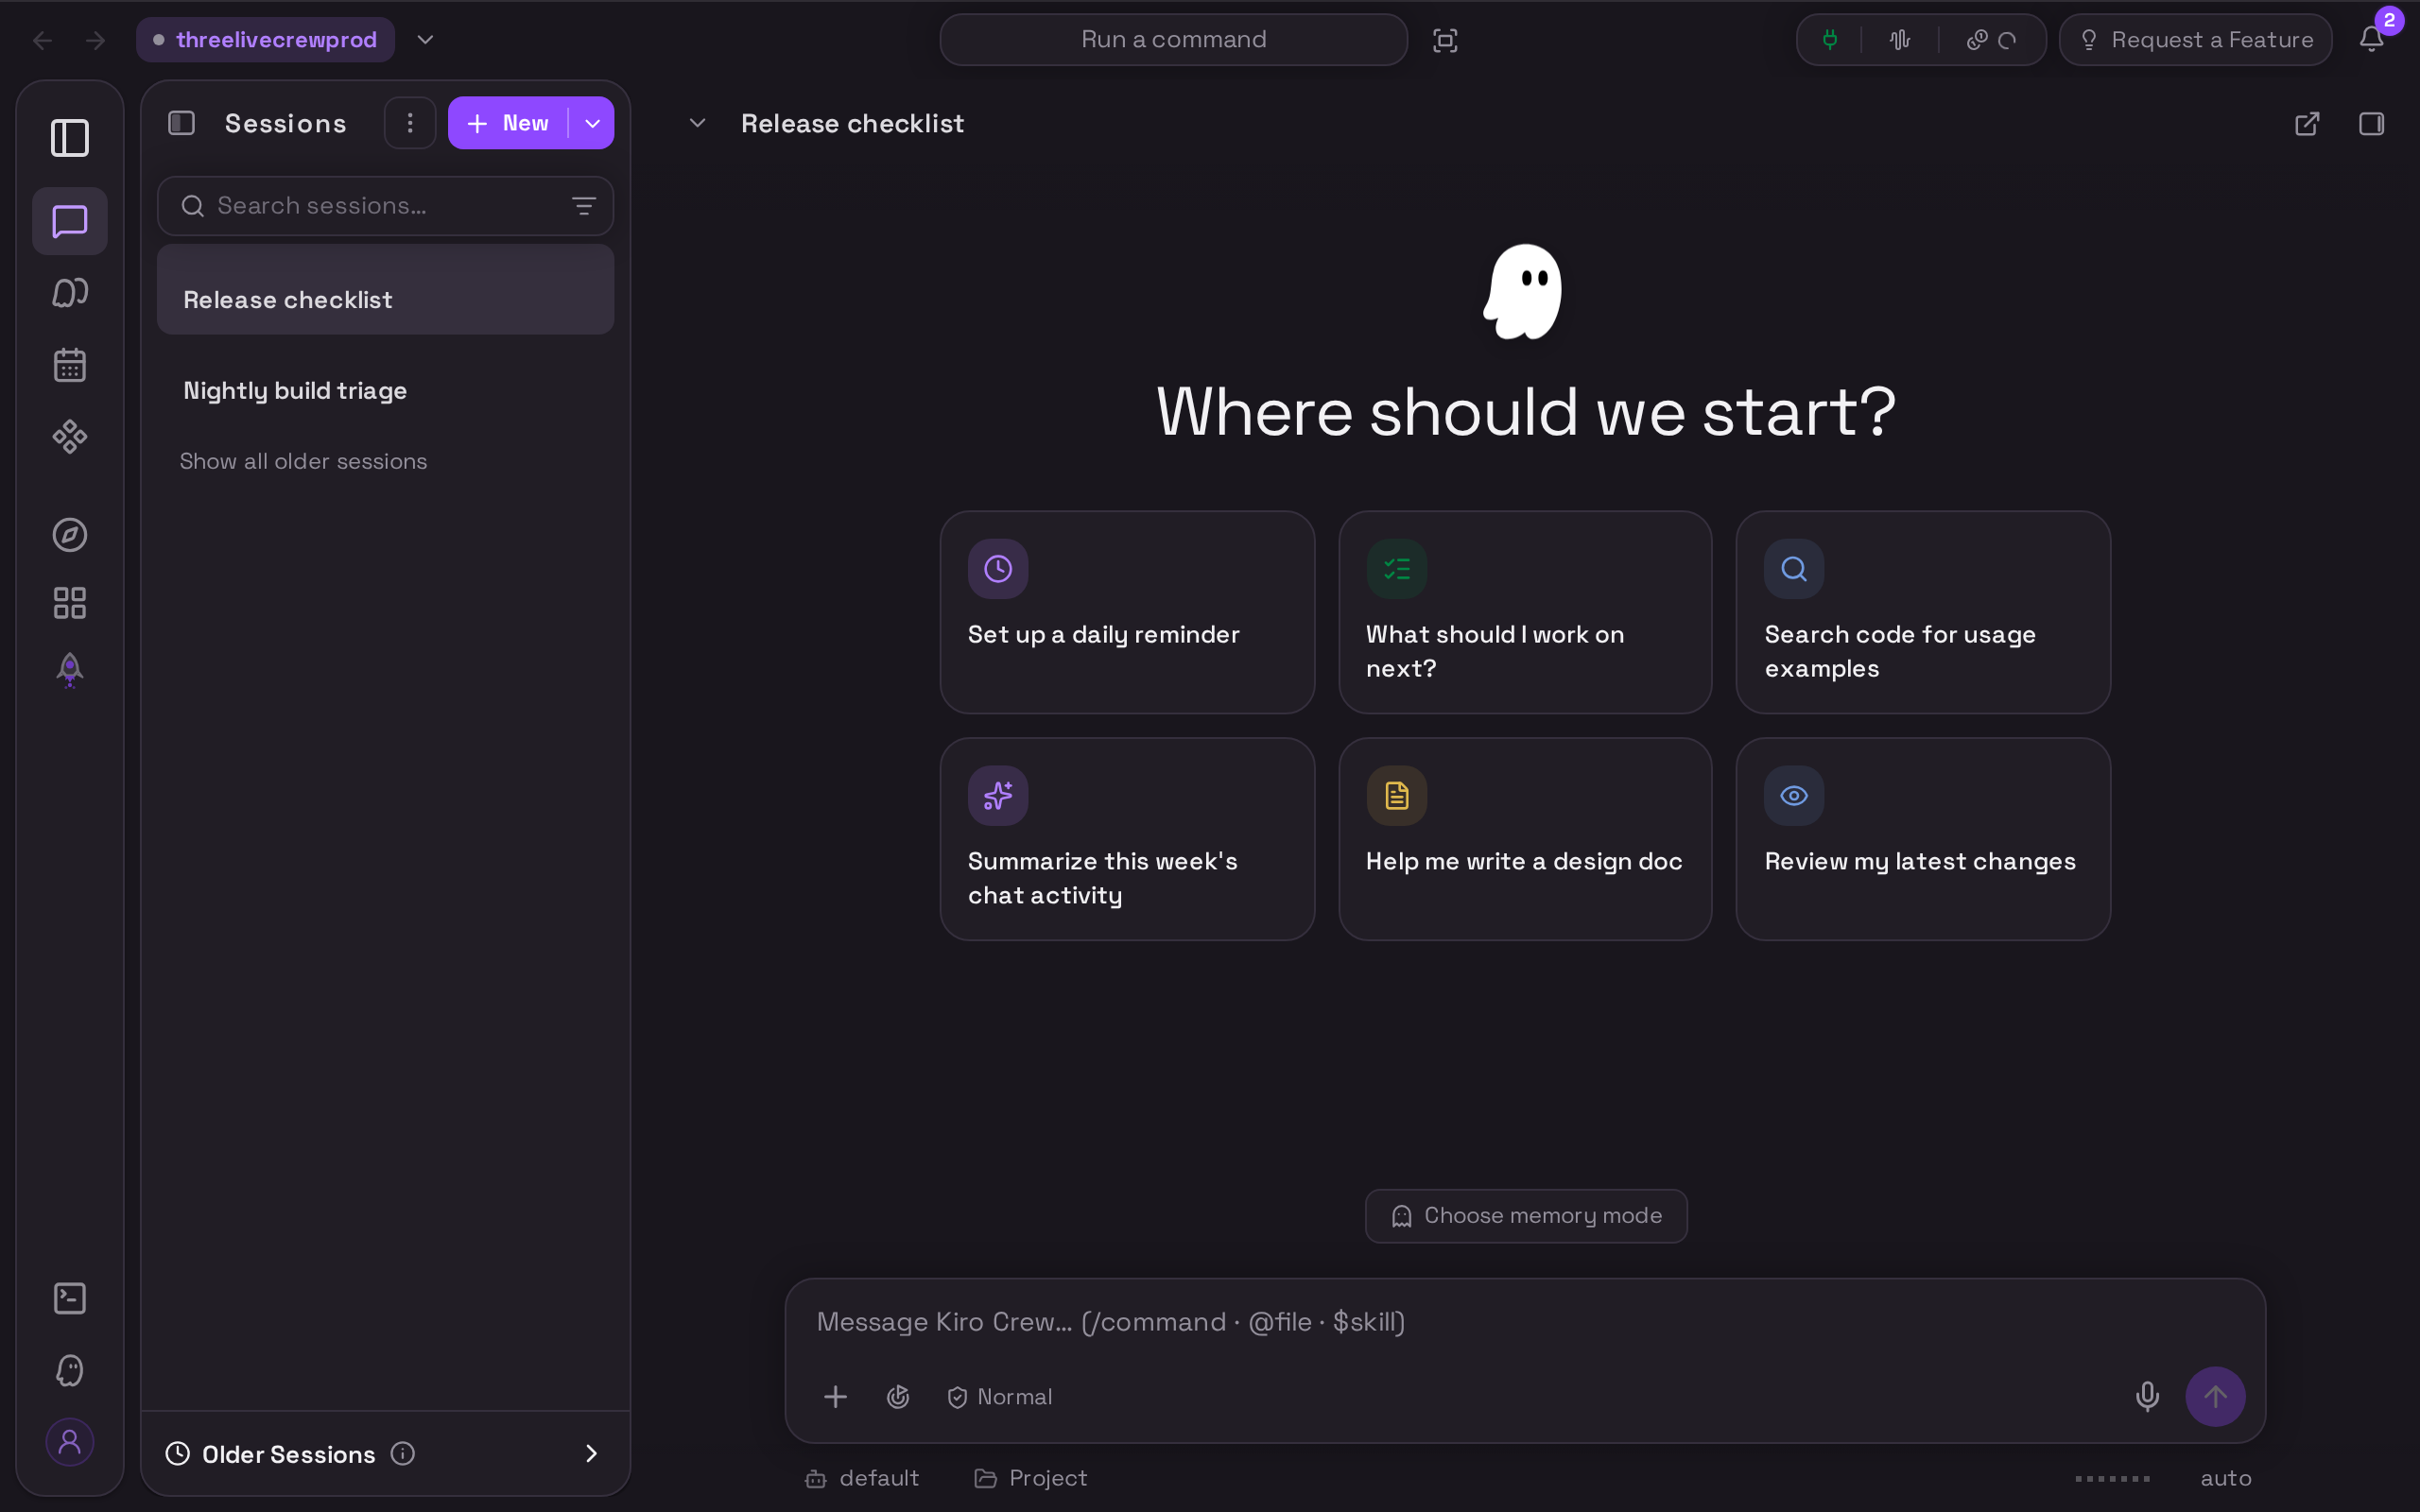 threelivecrewprod
Run a command
Request a Feature
2
Sessions
New
Search sessions...
Release checklist
Nightly build triage
Show all older sessions
Older Sessions
Release checklist
Where should we start?
Set up a daily reminder
What should I work on
next?
Search code for usage
examples
Summarize this week's
chat activity
Help me write a design doc
Review my latest changes
Choose memory mode
Message Kiro Crew... (/command · @file · $skill)
Normal
default
Project
auto